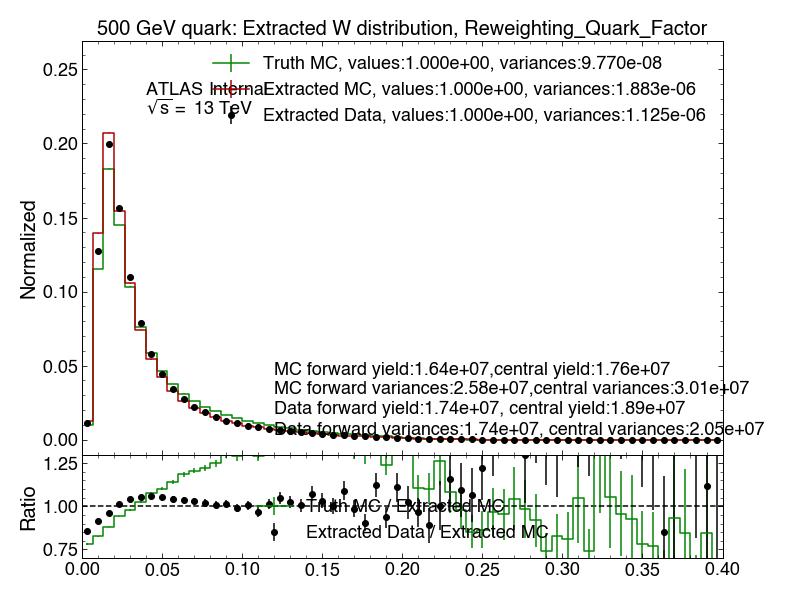 500 GeV quark: Extracted W distribution, Reweighting_Quark_Factor
Truth MC, values:1.000e+00, variances:9.770e-08
ATLAS Internal
Extracted MC, values:1.000e+00, variances:1.883e-06
√s = 13 TeV
Extracted Data, values:1.000e+00, variances:1.125e-06
Normalized
0.25
0.20
0.15
0.10
0.05
0.00
MC forward yield:1.64e+07,central yield:1.76e+07
MC forward variances:2.58e+07,central variances:3.01e+07
Data forward yield:1.74e+07, central yield:1.89e+07
Data forward variances:1.74e+07, central variances:2.05e+07
Ratio
1.25
1.00
0.75
Truth MC / Extracted MC
Extracted Data / Extracted MC
0.00 0.05 0.10 0.15 0.20 0.25 0.30 0.35 0.40